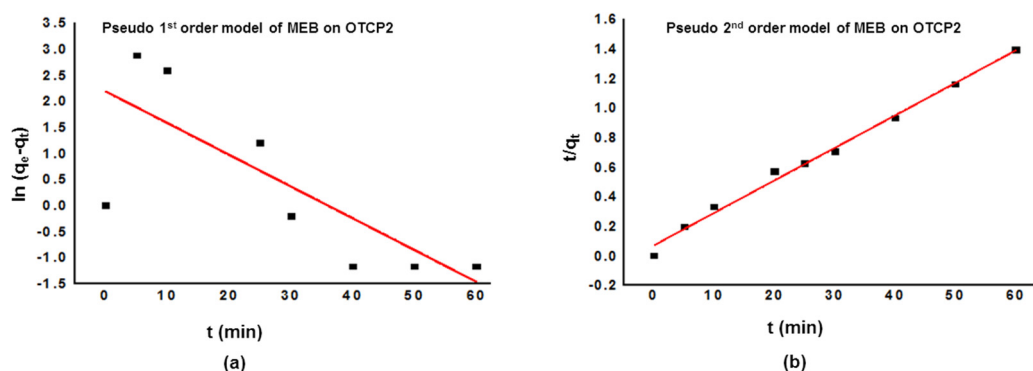 Pseudo 1st order model of MEB on OTCP2
3.5
3.0
2.5
2.0
1.5
1.0
0.5
0.0
-0.5
-1.0
-1.5
ln (qe-qt)
0 10 20 30 40 50 60
t (min)
(a)
Pseudo 2nd order model of MEB on OTCP2
1.6
1.4
1.2
1.0
0.8
0.6
0.4
0.2
0.0
-0.2
t/qt
0 10 20 30 40 50 60
t (min)
(b)